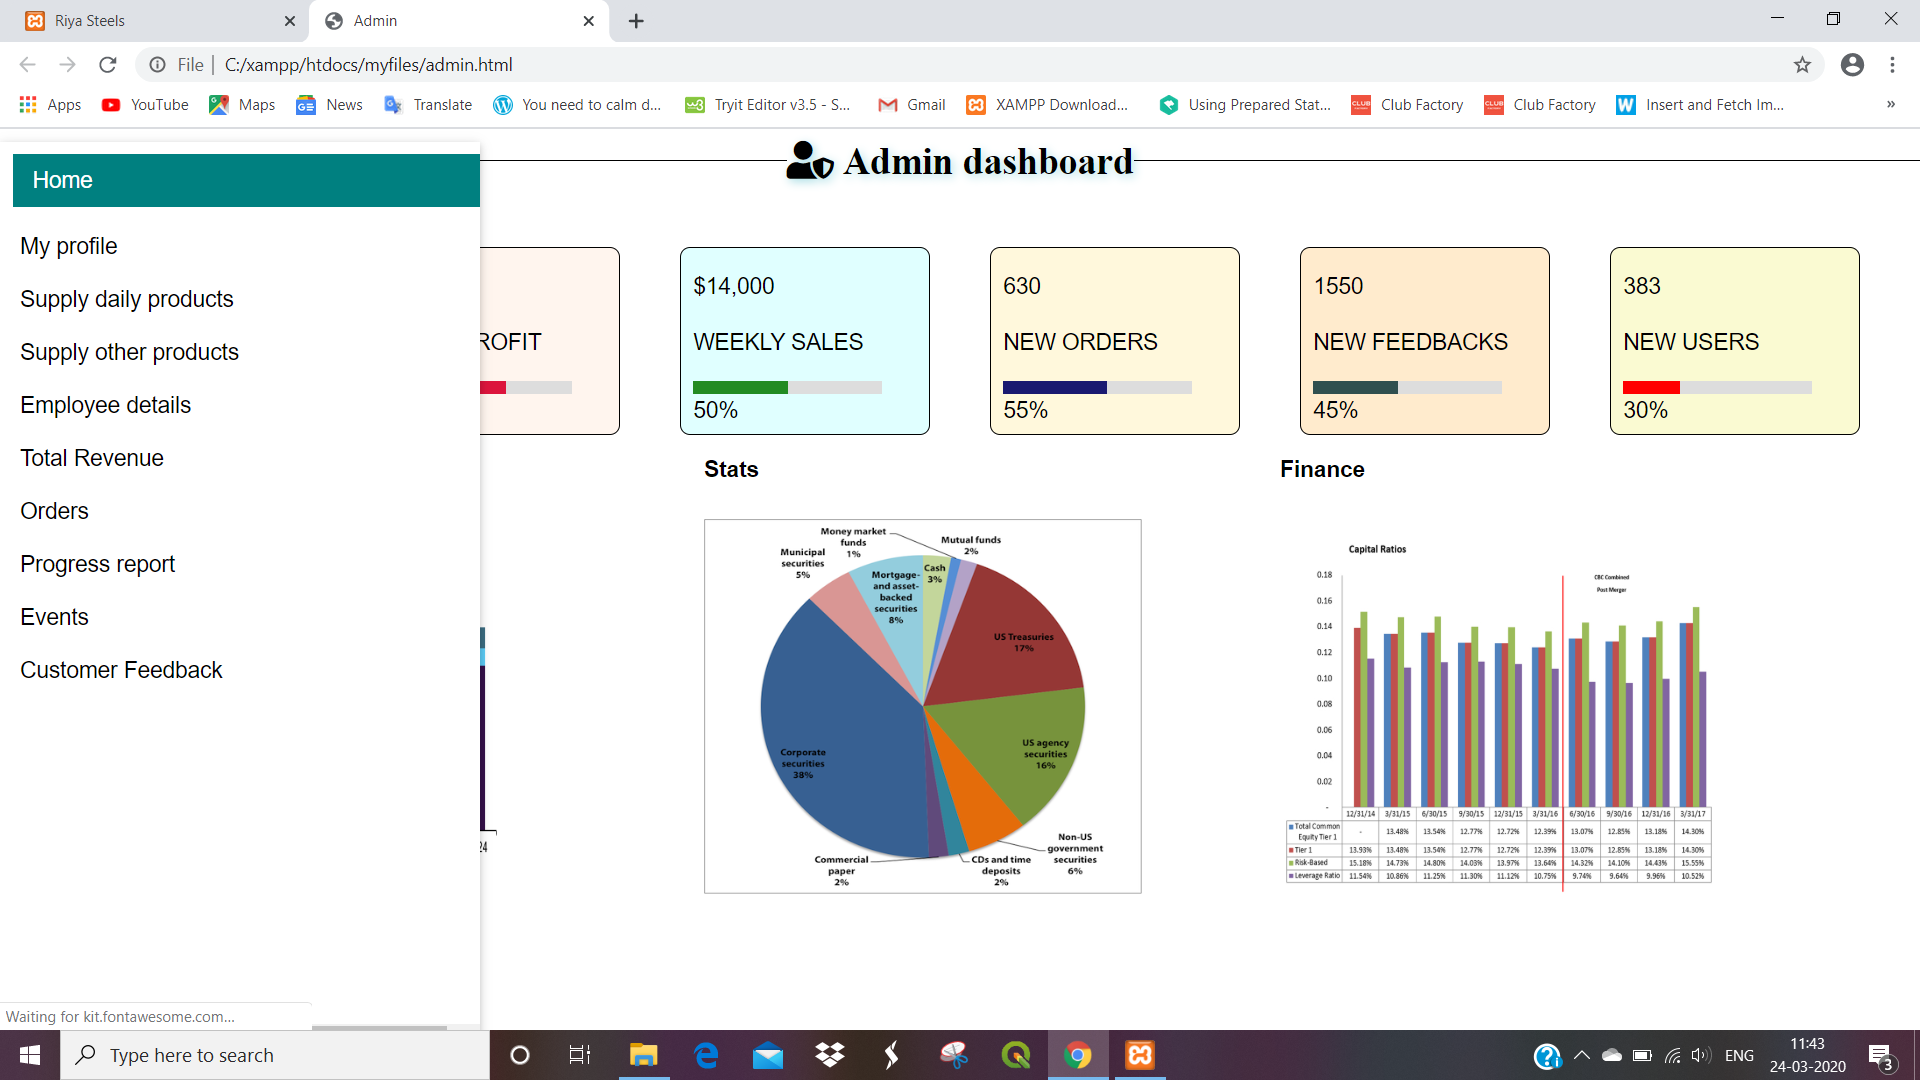 Riya Steels
Admin
File | C:/xampp/htdocs/myfiles/admin.html
Apps YouTube Maps News Translate You need to calm d... Tryit Editor v3.5 - S... Gmail XAMPP Download... Using Prepared Stat... Club Factory Club Factory Insert and Fetch Im... »
Admin dashboard
Home
My profile
Supply daily products
Supply other products
Employee details
Total Revenue
Orders
Progress report
Events
Customer Feedback
ROFIT
$14,000
WEEKLY SALES
50%
630
NEW ORDERS
55%
1550
NEW FEEDBACKS
45%
383
NEW USERS
30%
24
Stats
Money market
funds
1%
Mutual funds
2%
Municipal
securities
5%
Cash
3%
Mortgage-
and asset-
backed
securities
8%
US Treasuries
17%
US agency
securities
16%
Corporate
securities
38%
Non-US
government
securities
6%
Commercial
paper
2%
CDs and time
deposits
2%
Finance
Capital Ratios
CBC Combined
Post Merger
0.18
0.16
0.14
0.12
0.10
0.08
0.06
0.04
0.02
-
12/31/14 3/31/15 6/30/15 9/30/15 12/31/15 3/31/16 6/30/16 9/30/16 12/31/16 3/31/17
Total Common
Equity Tier 1 - 13.48% 13.54% 12.77% 12.72% 12.39% 13.07% 12.85% 13.18% 14.30%
Tier 1 13.93% 13.48% 13.54% 12.77% 12.72% 12.39% 13.07% 12.85% 13.18% 14.30%
Risk-Based 15.18% 14.73% 14.80% 14.03% 13.97% 13.64% 14.32% 14.10% 14.43% 15.55%
Leverage Ratio 11.54% 10.86% 11.25% 11.30% 11.12% 10.75% 9.74% 9.64% 9.96% 10.52%
Waiting for kit.fontawesome.com...
Type here to search
ENG
11:43
24-03-2020
3